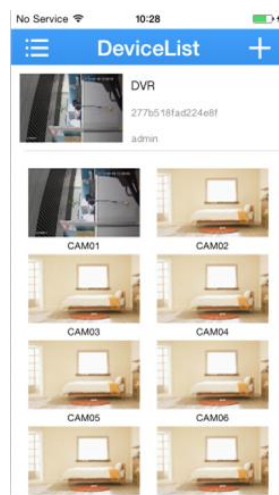 No Service 10:28
DeviceList
DVR
277b518fad224e8f
admin
CAM01 CAM02
CAM03 CAM04
CAM05 CAM06